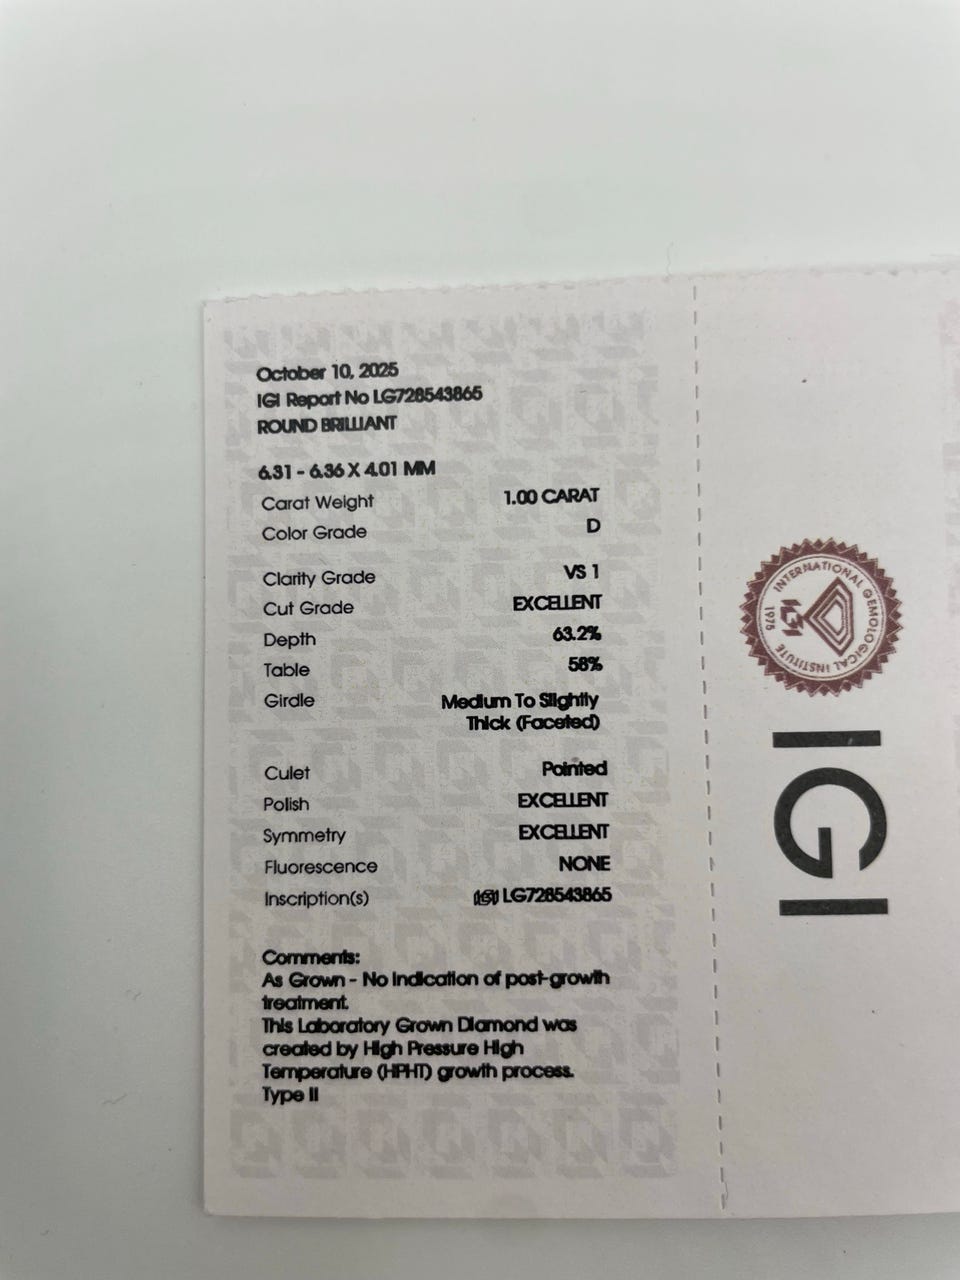 October 10, 2025
IGI Report No LG728543865
ROUND BRILLIANT
6.31 - 6.36 X 4.01 MM
Carat Weight 1.00 CARAT
Color Grade D
Clarity Grade VS 1
Cut Grade EXCELLENT
Depth 63.2%
Table 58%
Girdle Medium To Slightly
Thick (Faceted)
Culet Pointed
Polish EXCELLENT
Symmetry EXCELLENT
Fluorescence NONE
Inscription(s) IGI LG728543865
Comments:
As Grown - No indication of post-growth
treatment.
This Laboratory Grown Diamond was
created by High Pressure High
Temperature (HPHT) growth process.
Type II
INTERNATIONAL GEMOLOGICAL INSTITUTE
IGI
1975
IGI